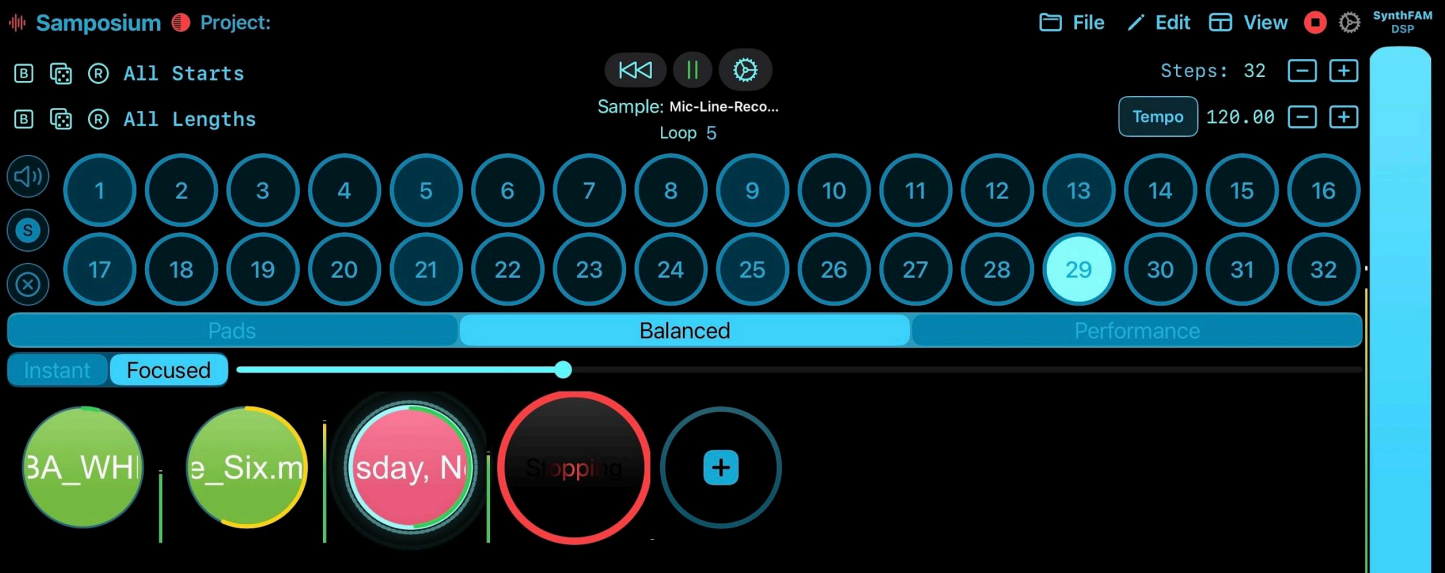 Samposium Project: File Edit View SynthFAM
DSP
B R All Starts Steps: 32
Sample: Mic-Line-Reco...
B R All Lengths Tempo 120.00
Loop 5
1 2 3 4 5 6 7 8 9 10 11 12 13 14 15 16
S
17 18 19 20 21 22 23 24 25 26 27 28 29 30 31 32
Pads Balanced Performance
Instant Focused
BA_WHI e_Six.m sday, No Stopping